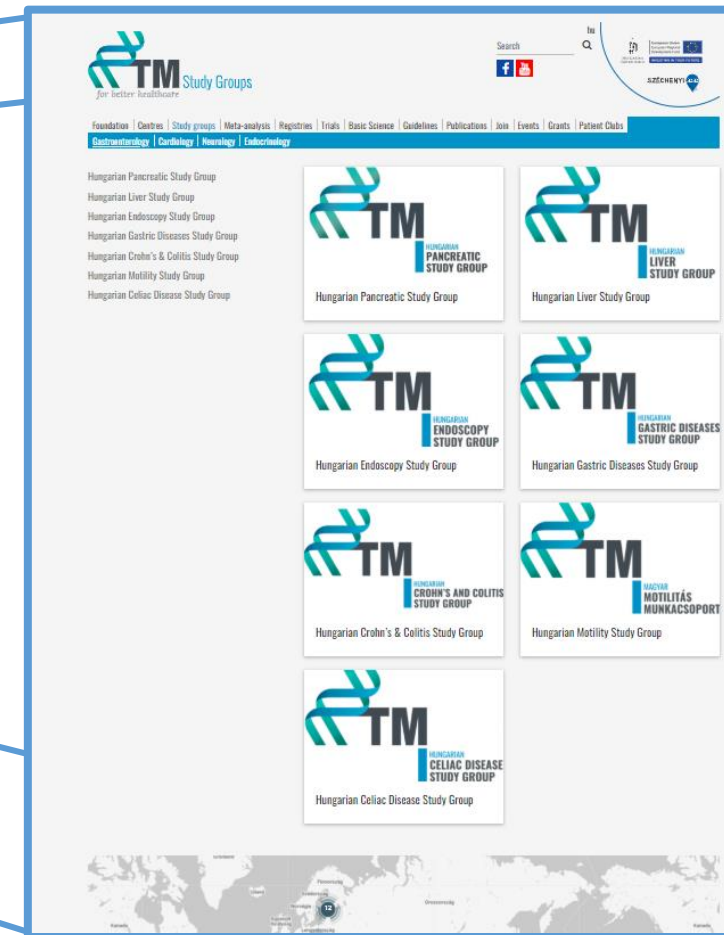 hu
Search
TM Study Groups
for better healthcare
SZÉCHENYI 2020
Foundation | Centres | Study groups | Meta-analysis | Registries | Trials | Basic Science | Guidelines | Publications | Join | Events | Grants | Patient Clubs
Gastroenterology | Cardiology | Neurology | Endocrinology
Hungarian Pancreatic Study Group
Hungarian Liver Study Group
Hungarian Endoscopy Study Group
Hungarian Gastric Diseases Study Group
Hungarian Crohn's & Colitis Study Group
Hungarian Motility Study Group
Hungarian Celiac Disease Study Group
TM
HUNGARIAN
PANCREATIC
STUDY GROUP
Hungarian Pancreatic Study Group
TM
HUNGARIAN
LIVER
STUDY GROUP
Hungarian Liver Study Group
TM
HUNGARIAN
ENDOSCOPY
STUDY GROUP
Hungarian Endoscopy Study Group
TM
HUNGARIAN
GASTRIC DISEASES
STUDY GROUP
Hungarian Gastric Diseases Study Group
TM
HUNGARIAN
CROHN'S AND COLITIS
STUDY GROUP
Hungarian Crohn's & Colitis Study Group
TM
MAGYAR
MOTILITÁS
MUNKACSOPORT
Hungarian Motility Study Group
TM
HUNGARIAN
CELIAC DISEASE
STUDY GROUP
Hungarian Celiac Disease Study Group
Finnország
Oroszország
12
Kanada
Kanada